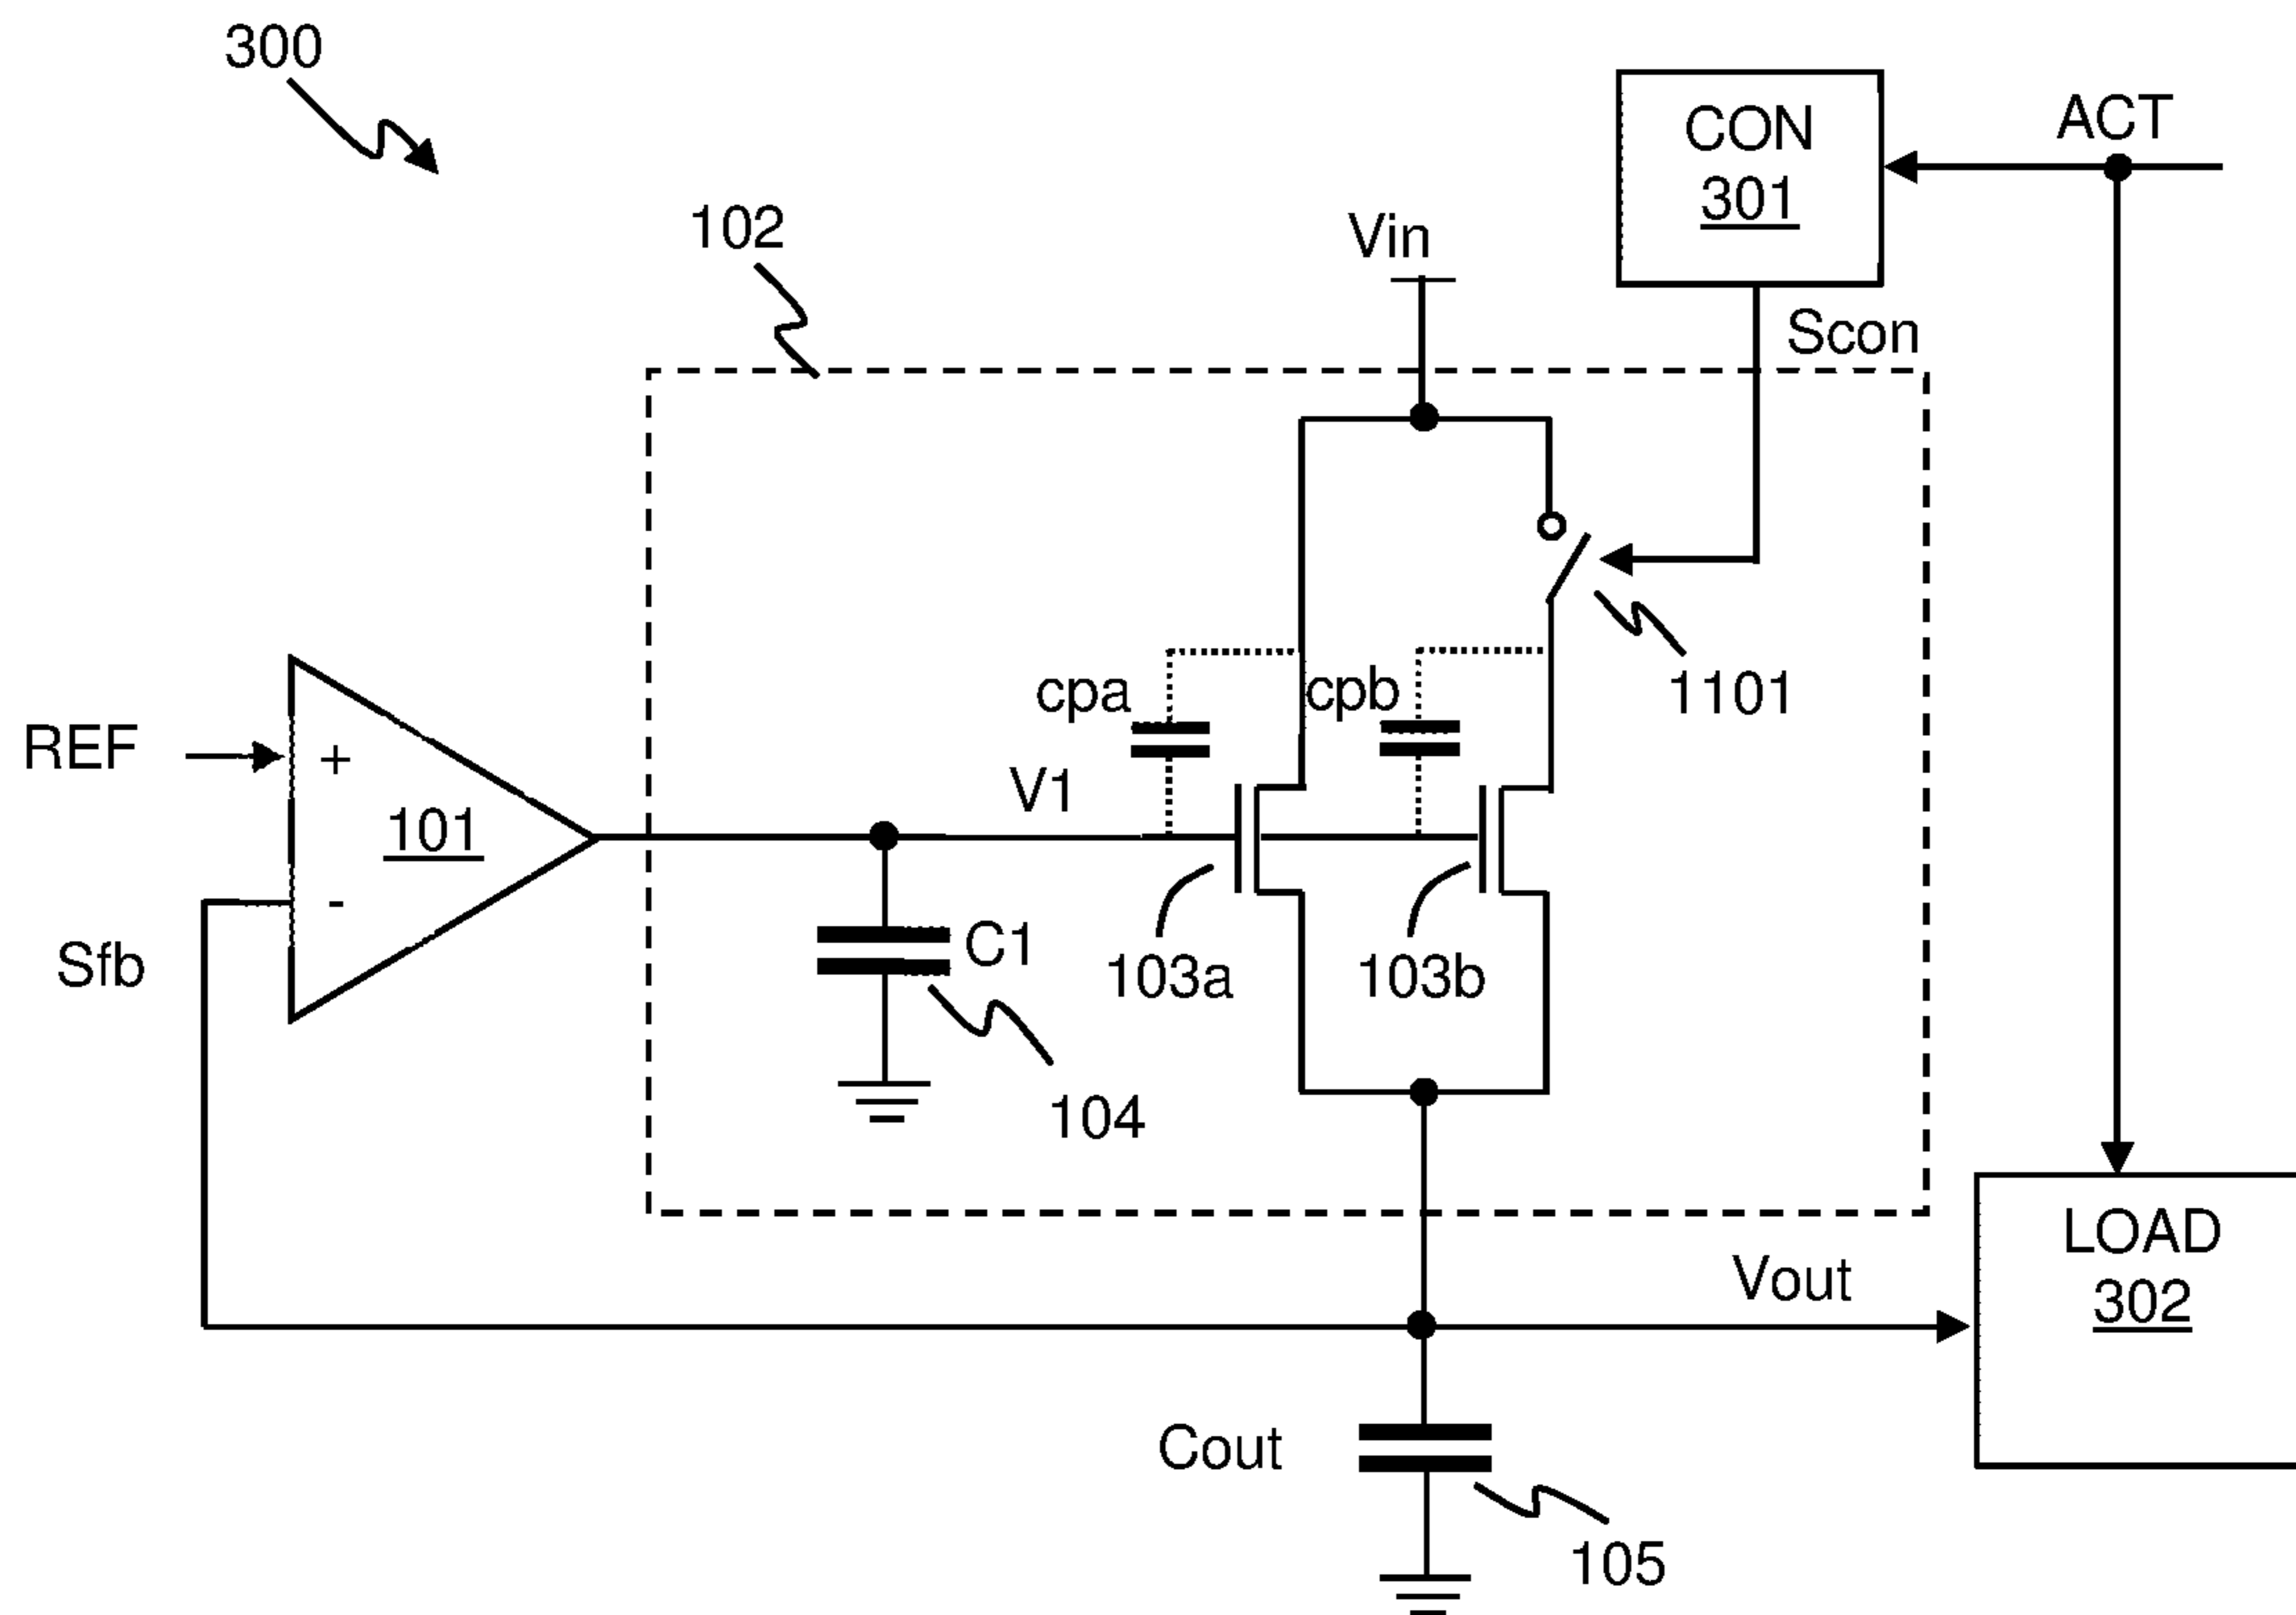 300
CON
301
ACT
102
Vin
Scon
1101
cpa
cpb
REF
+
V1
101
-
C1
Sfb
103a
103b
104
LOAD
302
Vout
Cout
105